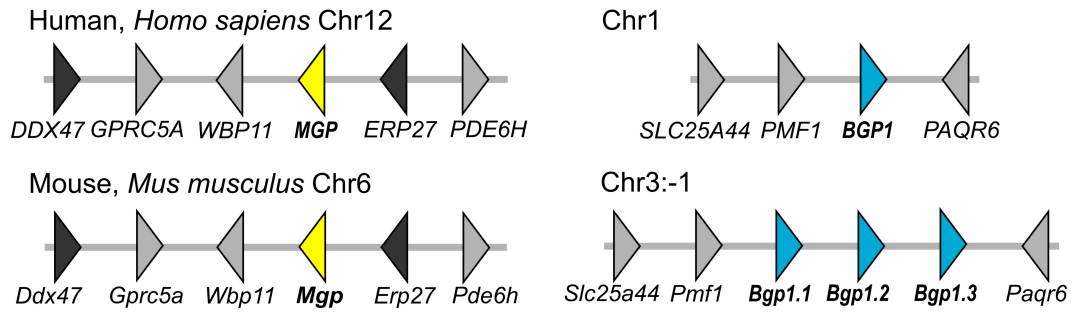 Human, Homo sapiens Chr12
DDX47 GPRC5A WBP11 MGP ERP27 PDE6H
Chr1
SLC25A44 PMF1 BGP1 PAQR6
Mouse, Mus musculus Chr6
Ddx47 Gprc5a Wbp11 Mgp Erp27 Pde6h
Chr3:-1
Slc25a44 Pmf1 Bgp1.1 Bgp1.2 Bgp1.3 Paqr6